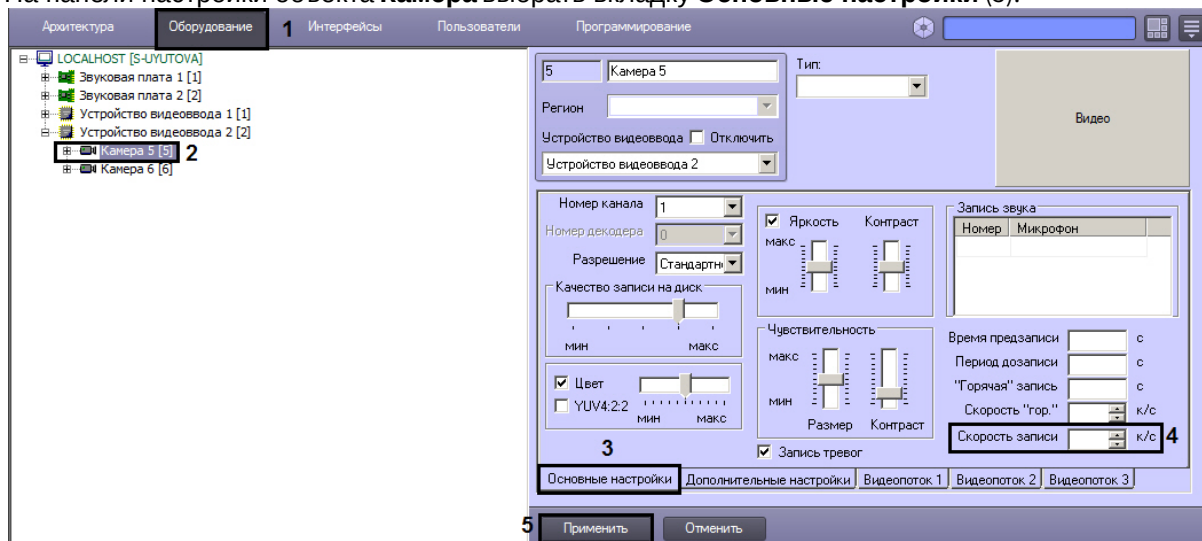 На панели настройки объекта Камера выбрать вкладку Основные настройки (3).
Архитектура Оборудование 1 Интерфейсы Пользователи Программирование
LOCALHOST [S-UYUTOVA]
Звуковая плата 1 [1]
Звуковая плата 2 [2]
Устройство видеоввода 1 [1]
Устройство видеоввода 2 [2]
Камера 5 [5] 2
Камера 6 [6]
5 Камера 5
Тип:
Регион
Устройство видеоввода Отключить
Устройство видеоввода 2
Видео
Номер канала 1
Номер декодера 0
Разрешение Стандартн
Качество записи на диск
мин макс
Цвет
YUV4:2:2
мин макс
3
Яркость Контраст
макс
мин
Чувствительность
макс
мин
Размер Контраст
Запись тревог
Запись звука
Номер Микрофон
Время предзаписи с
Период дозаписи с
"Горячая" запись с
Скорость "гор." к/с
Скорость записи к/с 4
Основные настройки Дополнительные настройки Видеопоток 1 Видеопоток 2 Видеопоток 3
5 Применить Отменить